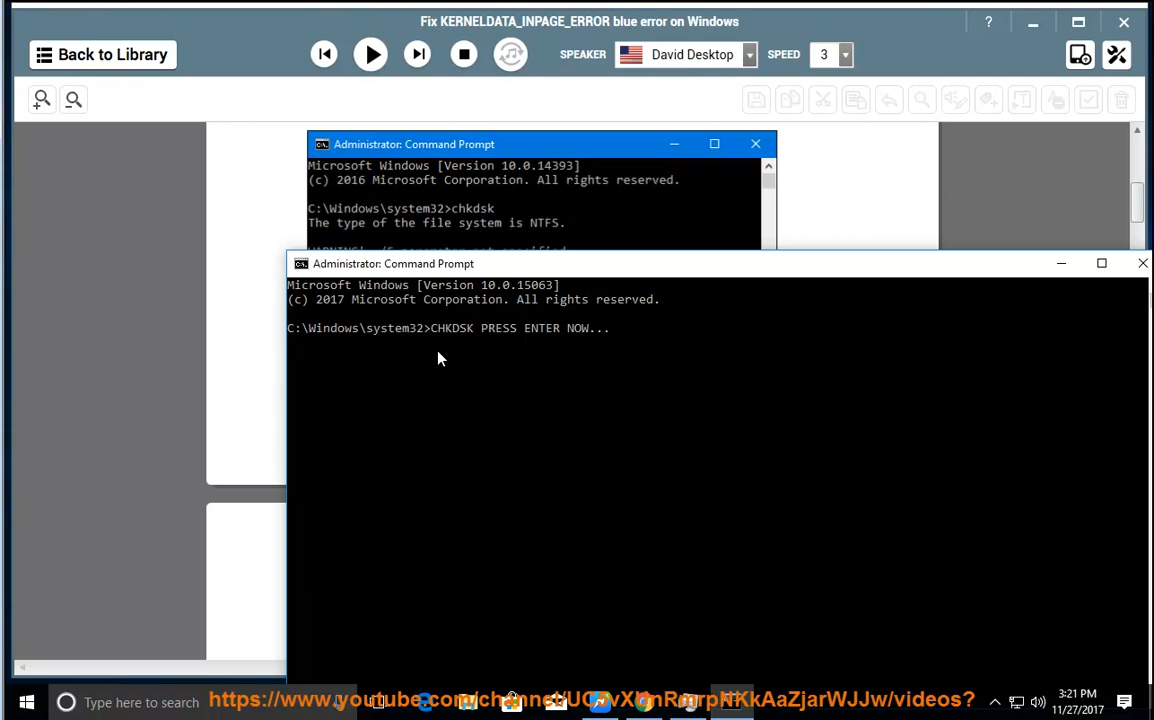 Fix KERNELDATA_INPAGE_ERROR blue error on Windows
?
Back to Library
SPEAKER
David Desktop
SPEED
3
Administrator: Command Prompt
Microsoft Windows [Version 10.0.14393]
(c) 2016 Microsoft Corporation. All rights reserved.
C:\Windows\system32>chkdsk
The type of the file system is NTFS.
Administrator: Command Prompt
Microsoft Windows [Version 10.0.15063]
(c) 2017 Microsoft Corporation. All rights reserved.
C:\Windows\system32>CHKDSK PRESS ENTER NOW...
Type here to search
3:21 PM
11/27/2017